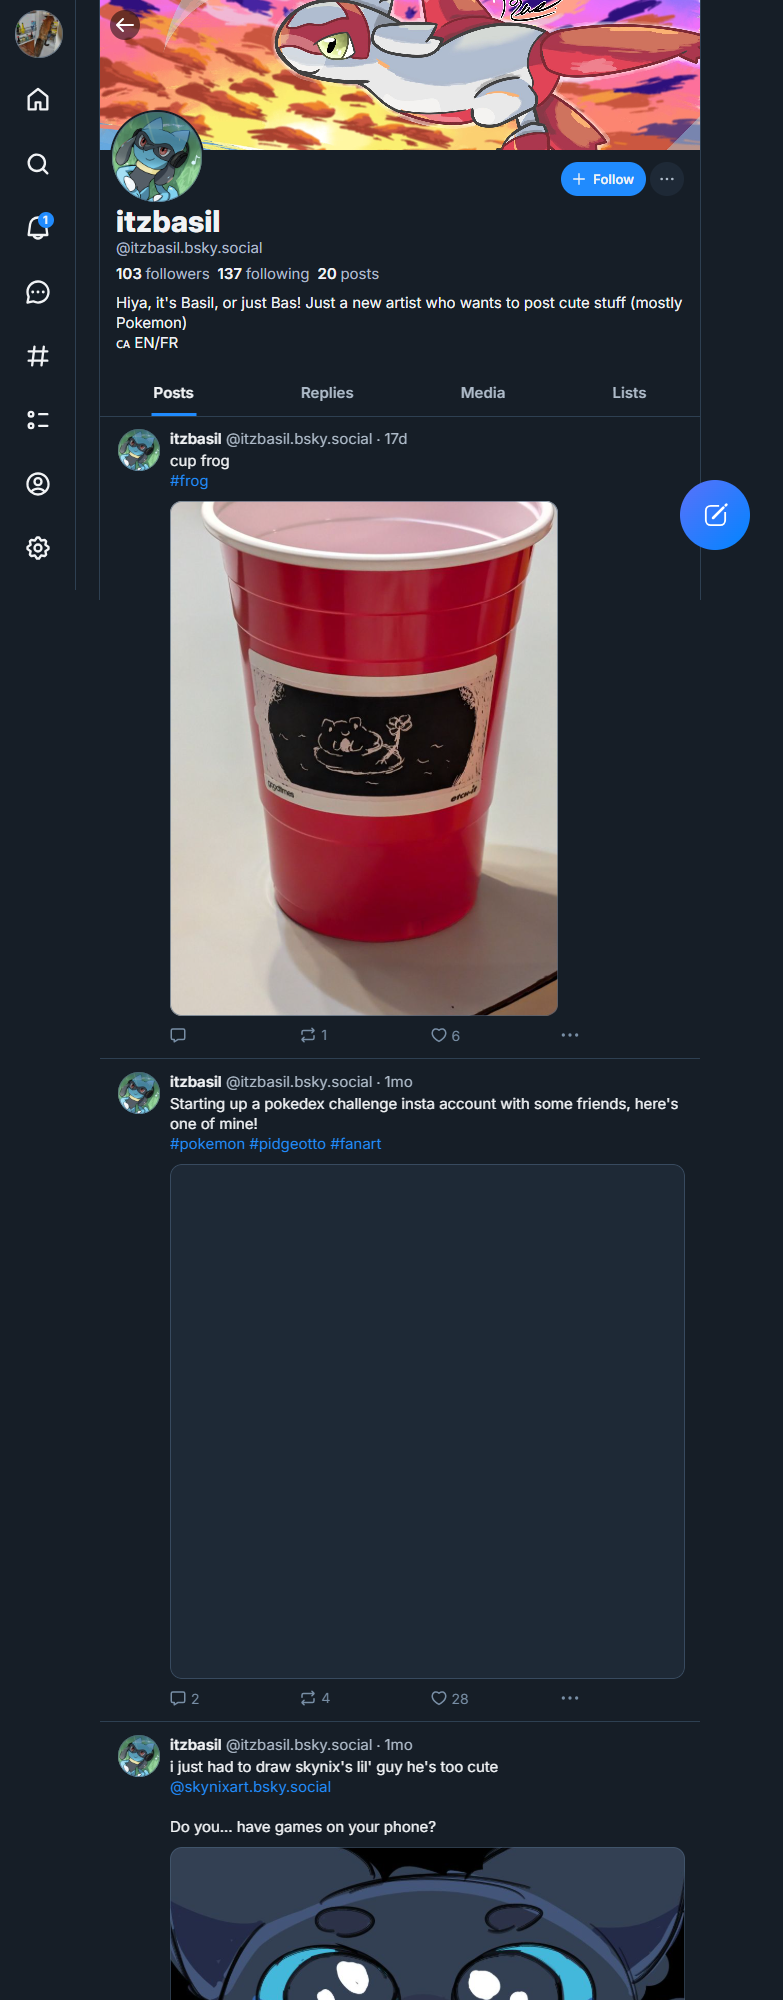 1
+ Follow
itzbasil
@itzbasil.bsky.social
103 followers 137 following 20 posts
Hiya, it's Basil, or just Bas! Just a new artist who wants to post cute stuff (mostly
Pokemon)
CA EN/FR
Posts Replies Media Lists
itzbasil @itzbasil.bsky.social · 17d
cup frog
#frog
goodtimes
etch-it
1 6
itzbasil @itzbasil.bsky.social · 1mo
Starting up a pokedex challenge insta account with some friends, here's
one of mine!
#pokemon #pidgeotto #fanart
2 4 28
itzbasil @itzbasil.bsky.social · 1mo
i just had to draw skynix's lil' guy he's too cute
@skynixart.bsky.social
Do you... have games on your phone?